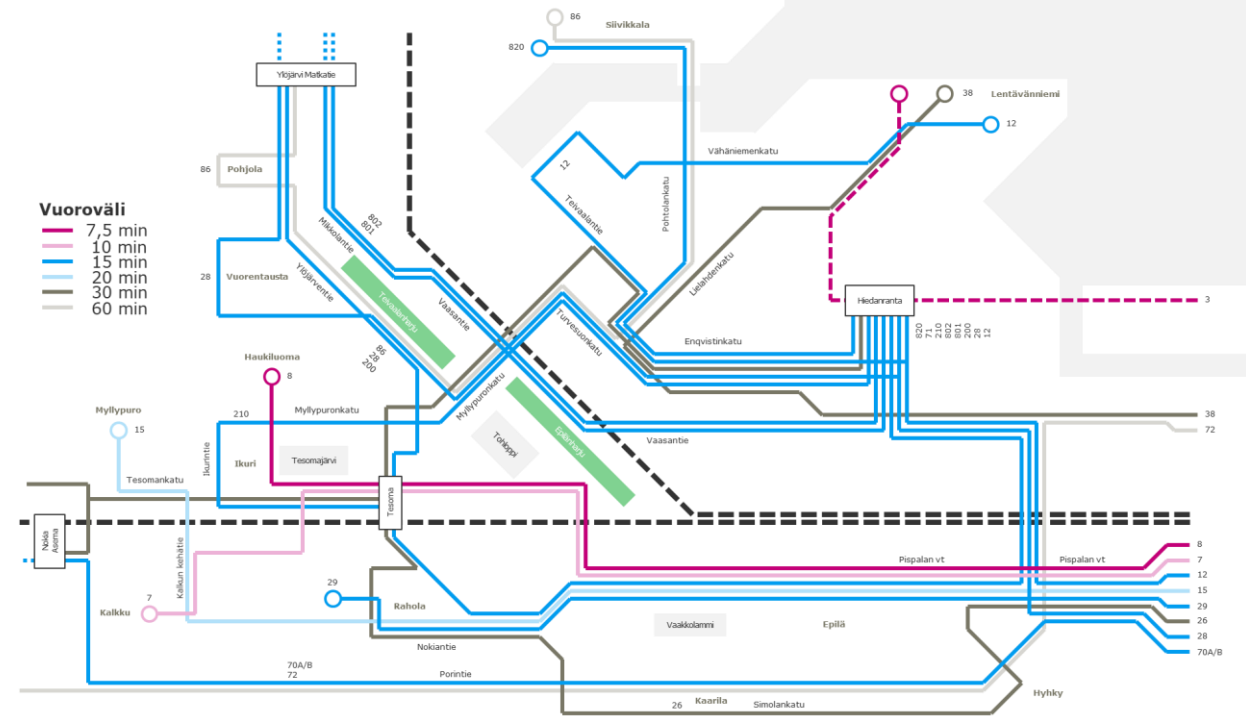 86
Siivikkala
820
Ylöjärvi Matkatie
38
Lentävänniemi
12
Vähäniemenkatu
12
86
Pohjola
Teivaalantie
Pohtolankatu
Vuoroväli
7,5 min
10 min
15 min
20 min
30 min
60 min
802
801
Mikkolantie
28
Vuorentausta
Ylöjärventie
Teivaalanharju
Vaasantie
Lielahdenkatu
Hiedanranta
3
820
71
210
802
801
200
28
12
Turvesuonkatu
Enqvistinkatu
86
28
200
Haukiluoma
8
Myllypuronkatu
Myllypuro
15
210
Myllypuronkatu
38
72
Tohloppi
Epilänharju
Vaasantie
Ikurintie
Ikuri
Tesomajärvi
Tesomankatu
Tesoma
Nokia
Asema
Kalkun kehätie
Pispalan vt
Pispalan vt
8
7
12
15
29
26
28
70A/B
29
7
Kalkku
Rahola
Vaakkolammi
Epilä
Nokiantie
70A/B
72
Porintie
26
Kaarila
Simolankatu
Hyhky